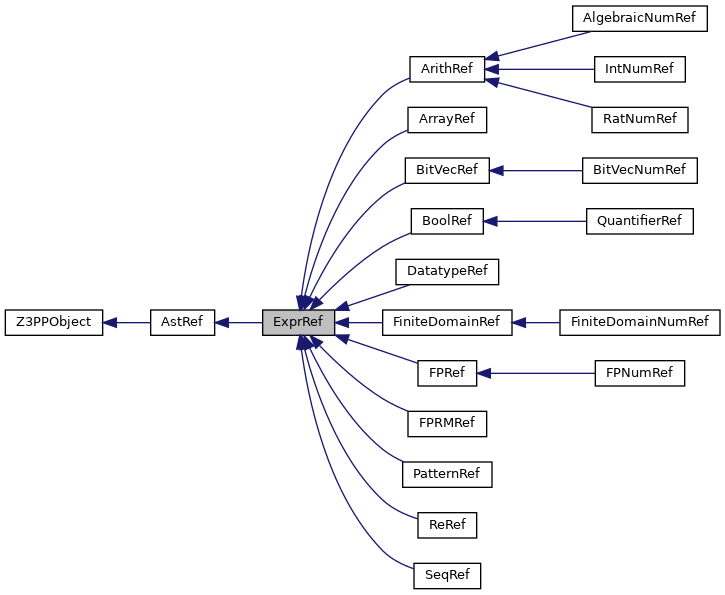 AlgebraicNumRef
ArithRef
IntNumRef
RatNumRef
ArrayRef
BitVecRef
BitVecNumRef
BoolRef
QuantifierRef
DatatypeRef
Z3PPObject
AstRef
ExprRef
FiniteDomainRef
FiniteDomainNumRef
FPRef
FPNumRef
FPRMRef
PatternRef
ReRef
SeqRef